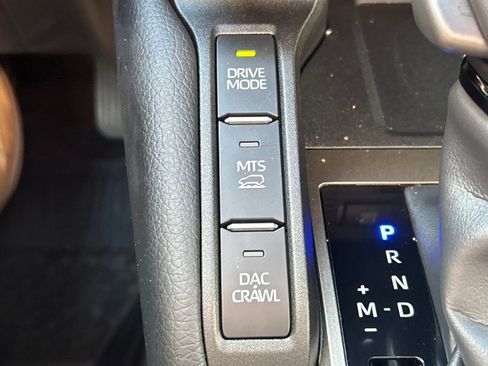 DRIVE
MODE
MTS
DAC
CRAWL
P
R
N
+
M - D
-